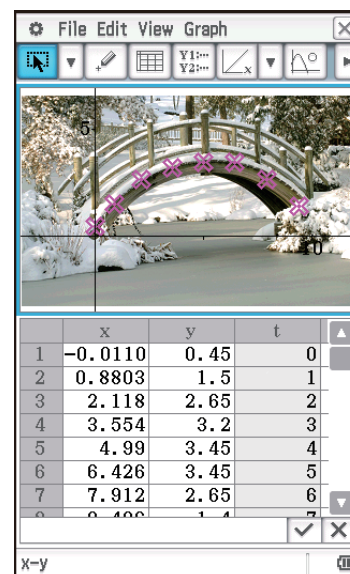 File Edit View Graph
Y1:···
Y2:···
x
5
10
x y t
1 -0.0110 0.45 0
2 0.8803 1.5 1
3 2.118 2.65 2
4 3.554 3.2 3
5 4.99 3.45 4
6 6.426 3.45 5
7 7.912 2.65 6
x-y